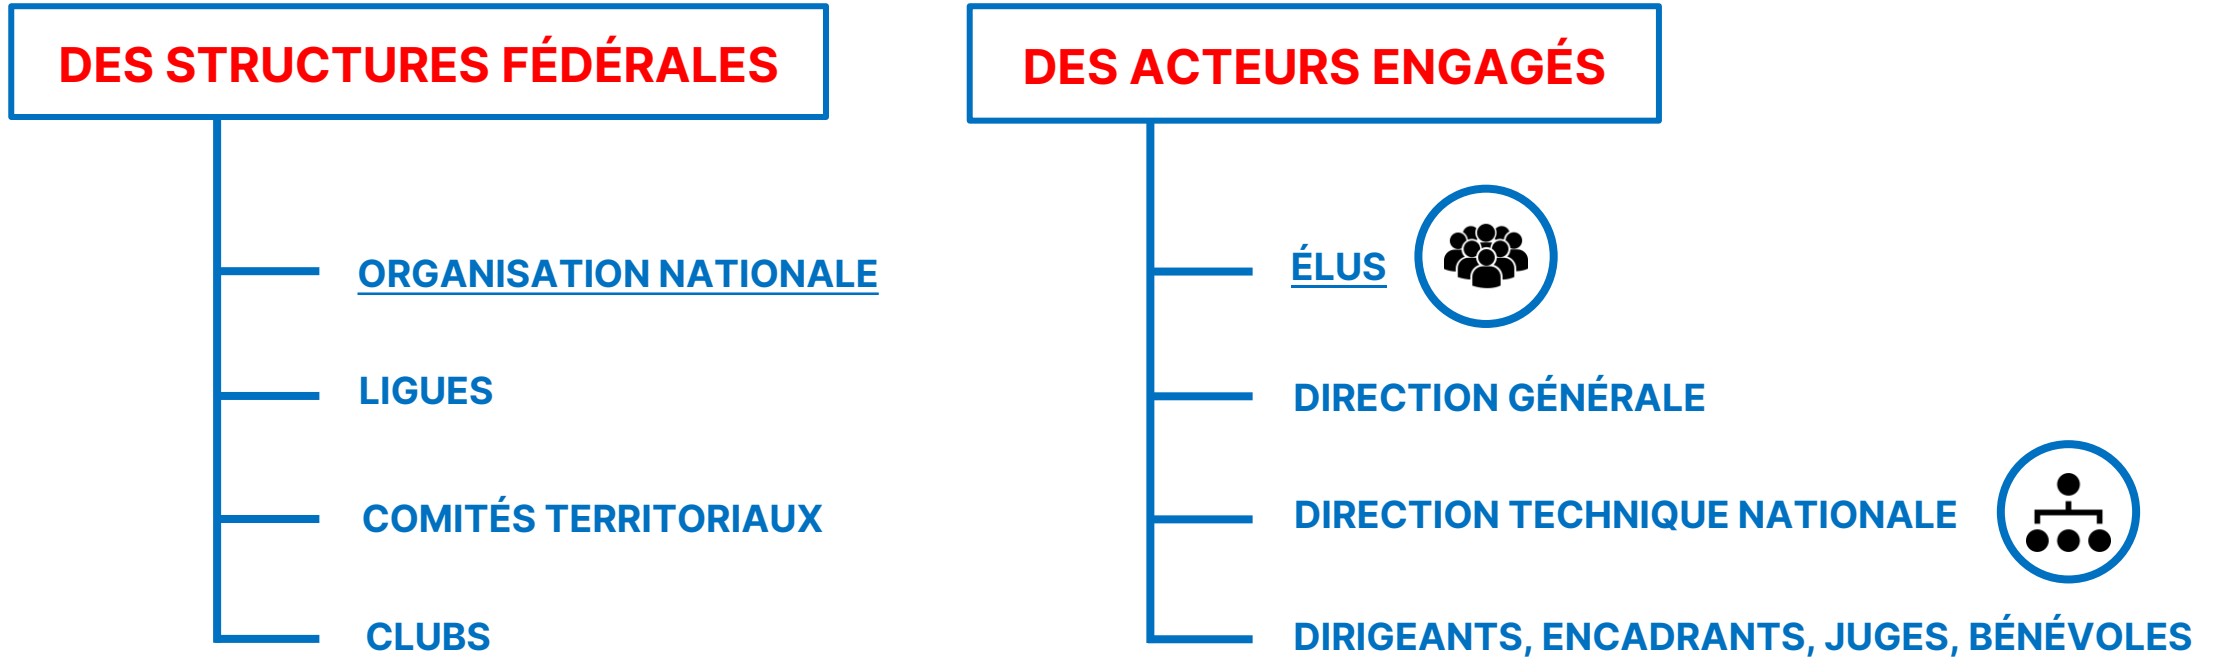 DES STRUCTURES FÉDÉRALES
ORGANISATION NATIONALE
LIGUES
COMITÉS TERRITORIAUX
CLUBS
DES ACTEURS ENGAGÉS
ÉLUS
DIRECTION GÉNÉRALE
DIRECTION TECHNIQUE NATIONALE
DIRIGEANTS, ENCADRANTS, JUGES, BÉNÉVOLES